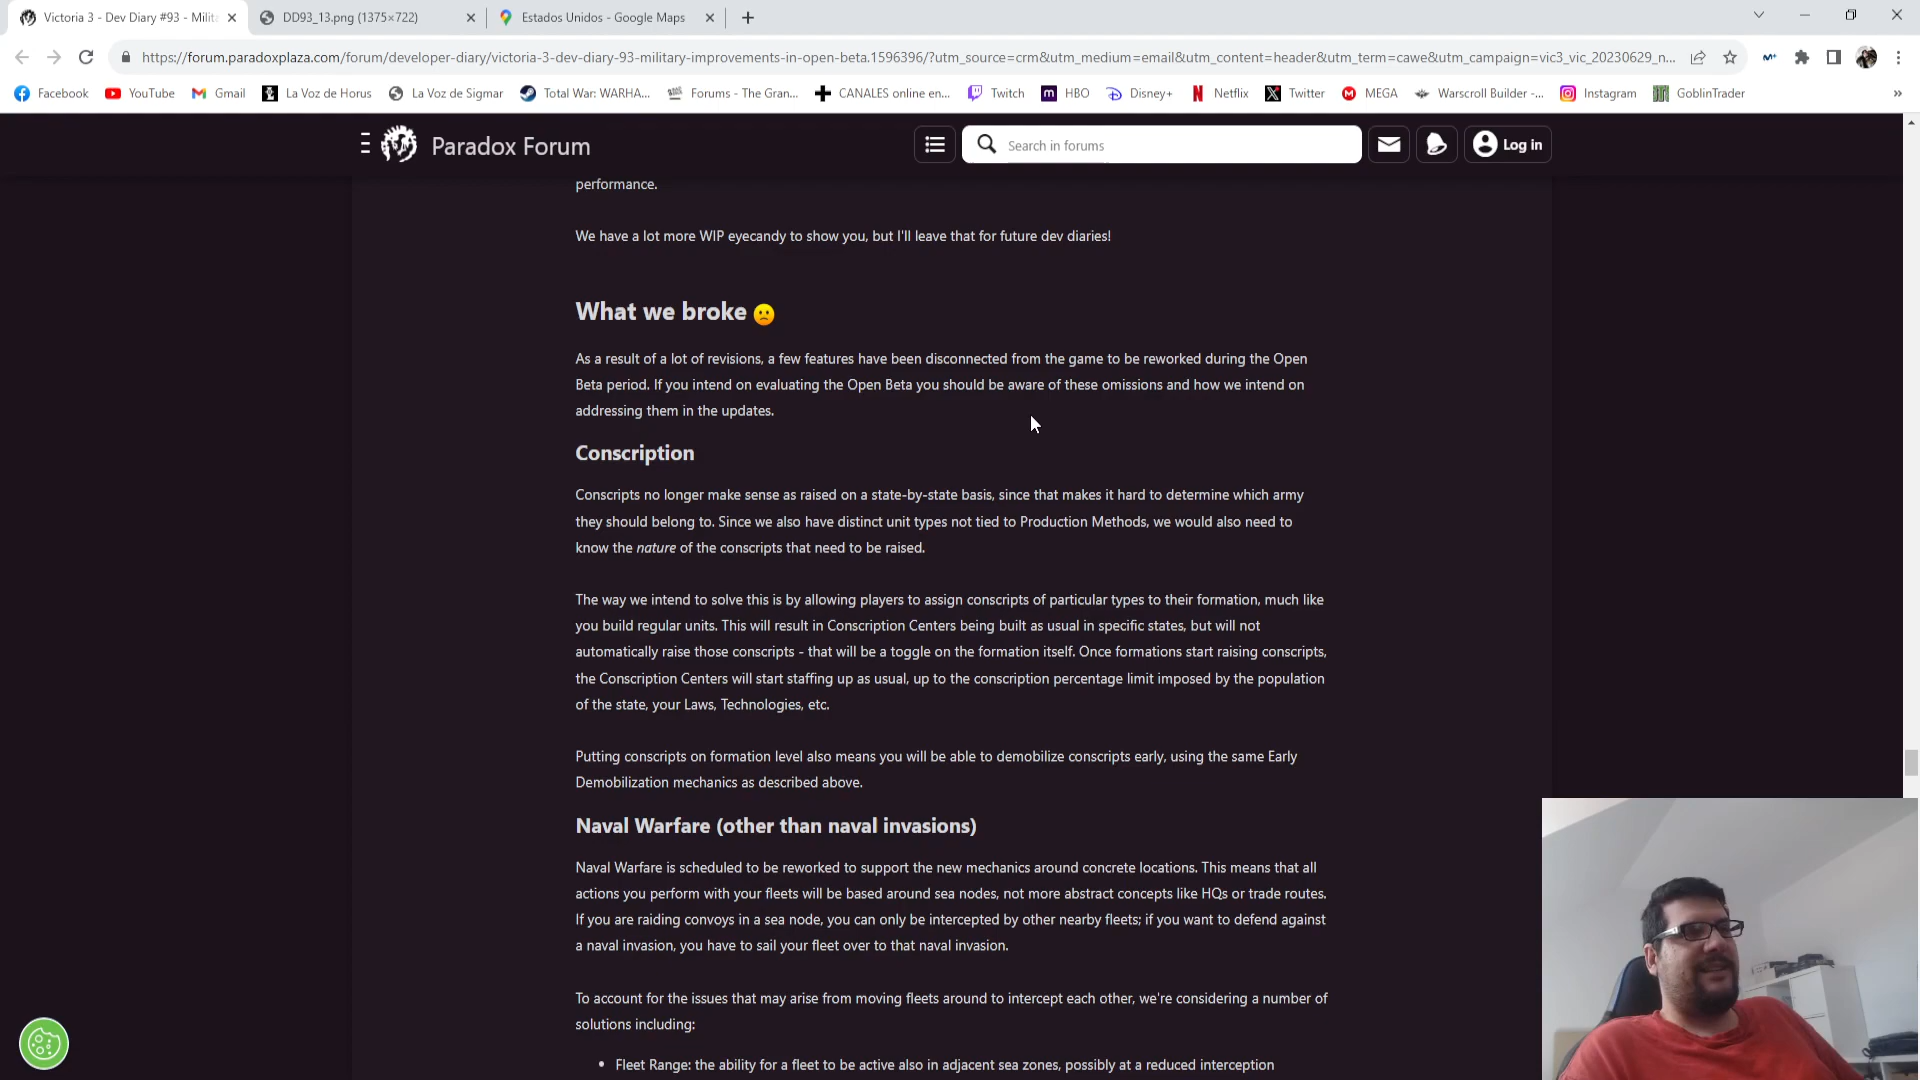 Victoria 3 - Dev Diary #93 - Milit
DD93_13.png (1375×722)
Estados Unidos - Google Maps
https://forum.paradoxplaza.com/forum/developer-diary/victoria-3-dev-diary-93-military-improvements-in-open-beta.1596396/?utm_source=crm&utm_medium=email&utm_content=header&utm_term=cawe&utm_campaign=vic3_vic_20230629_n...
Facebook
YouTube
Gmail
La Voz de Horus
La Voz de Sigmar
Total War: WARHA...
Forums - The Gran...
CANALES online en...
Twitch
HBO
Disney+
Netflix
Twitter
MEGA
Warscroll Builder -...
Instagram
GoblinTrader
Paradox Forum
Search in forums
Log in
performance.
We have a lot more WIP eyecandy to show you, but I'll leave that for future dev diaries!
What we broke 🙁
As a result of a lot of revisions, a few features have been disconnected from the game to be reworked during the Open
Beta period. If you intend on evaluating the Open Beta you should be aware of these omissions and how we intend on
addressing them in the updates.
Conscription
Conscripts no longer make sense as raised on a state-by-state basis, since that makes it hard to determine which army
they should belong to. Since we also have distinct unit types not tied to Production Methods, we would also need to
know the nature of the conscripts that need to be raised.
The way we intend to solve this is by allowing players to assign conscripts of particular types to their formation, much like
you build regular units. This will result in Conscription Centers being built as usual in specific states, but will not
automatically raise those conscripts - that will be a toggle on the formation itself. Once formations start raising conscripts,
the Conscription Centers will start staffing up as usual, up to the conscription percentage limit imposed by the population
of the state, your Laws, Technologies, etc.
Putting conscripts on formation level also means you will be able to demobilize conscripts early, using the same Early
Demobilization mechanics as described above.
Naval Warfare (other than naval invasions)
Naval Warfare is scheduled to be reworked to support the new mechanics around concrete locations. This means that all
actions you perform with your fleets will be based around sea nodes, not more abstract concepts like HQs or trade routes.
If you are raiding convoys in a sea node, you can only be intercepted by other nearby fleets; if you want to defend against
a naval invasion, you have to sail your fleet over to that naval invasion.
To account for the issues that may arise from moving fleets around to intercept each other, we're considering a number of
solutions including:
• Fleet Range: the ability for a fleet to be active also in adjacent sea zones, possibly at a reduced interception